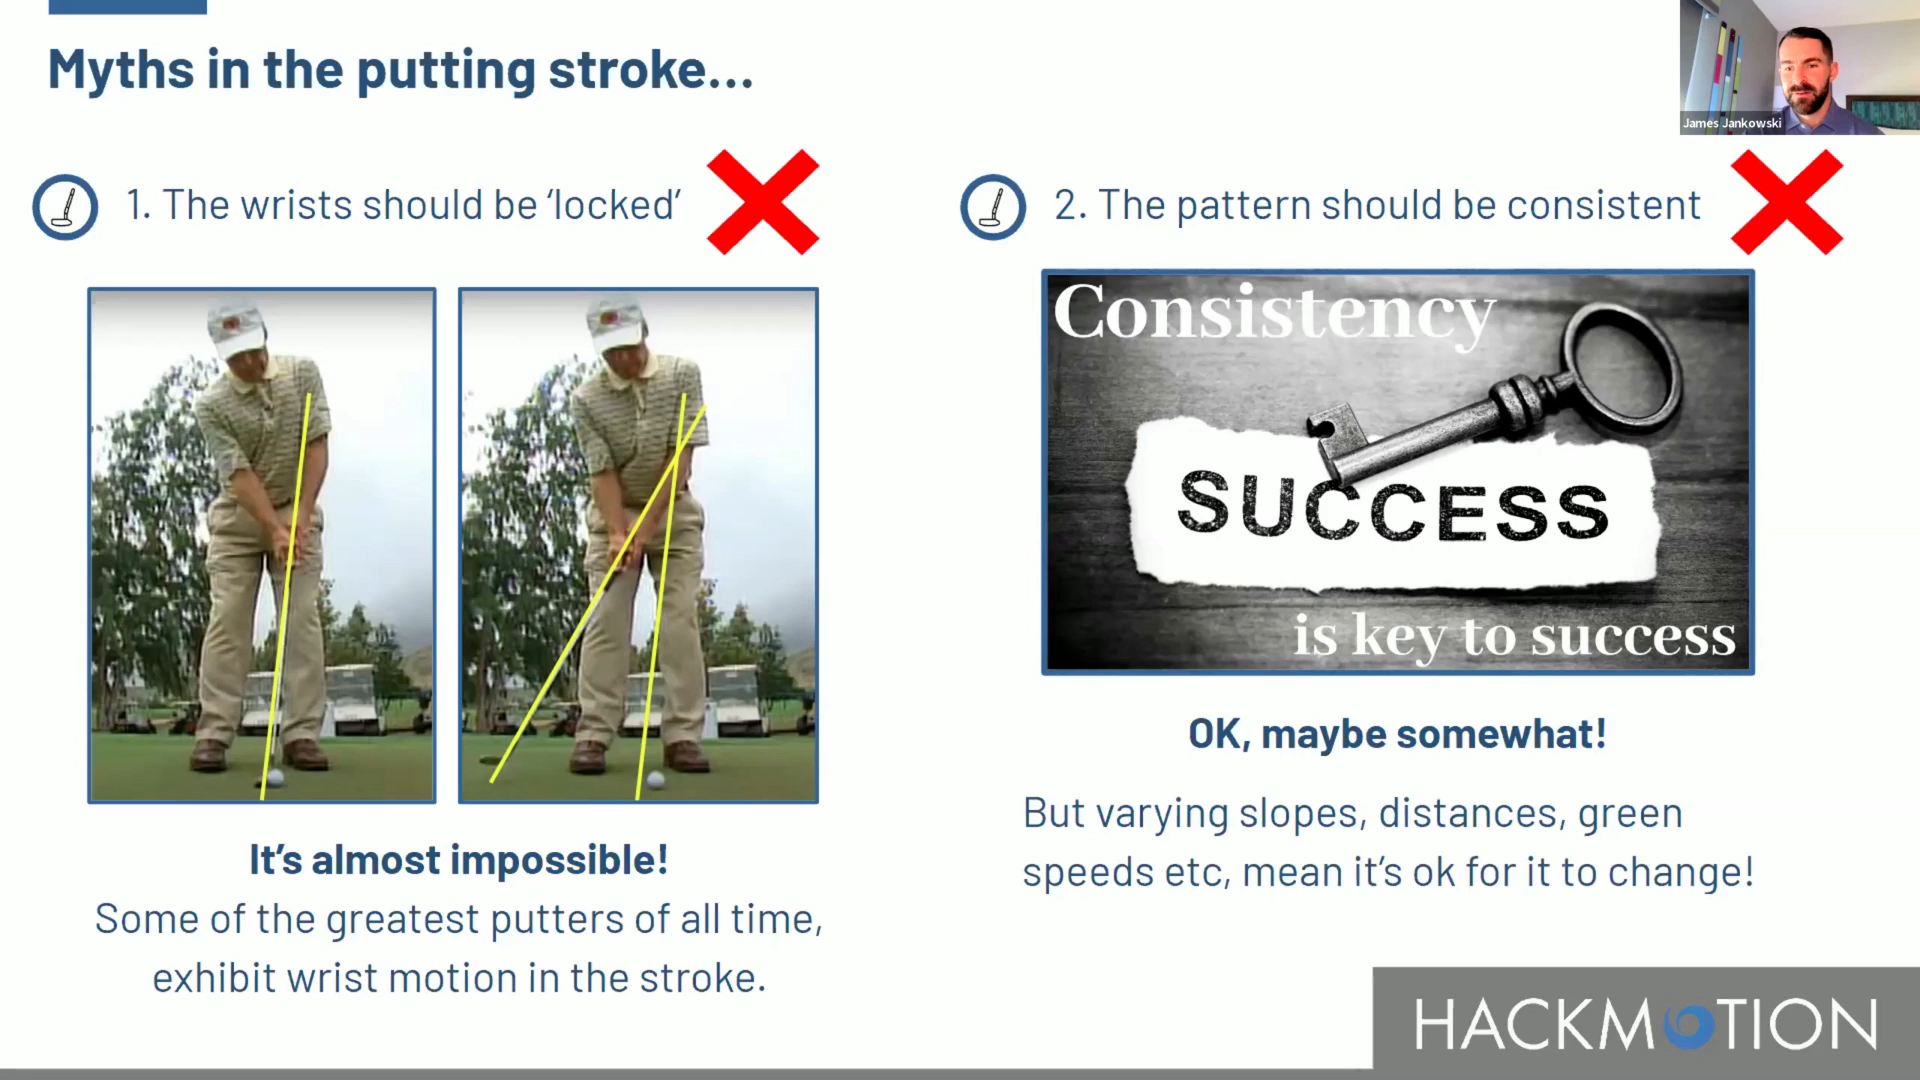 Myths in the putting stroke...
James Jankowski
1. The wrists should be ‘locked’
It’s almost impossible!
Some of the greatest putters of all time,
exhibit wrist motion in the stroke.
2. The pattern should be consistent
Consistency
SUCCESS
is key to success
OK, maybe somewhat!
But varying slopes, distances, green
speeds etc, mean it’s ok for it to change!
HACKMOTION